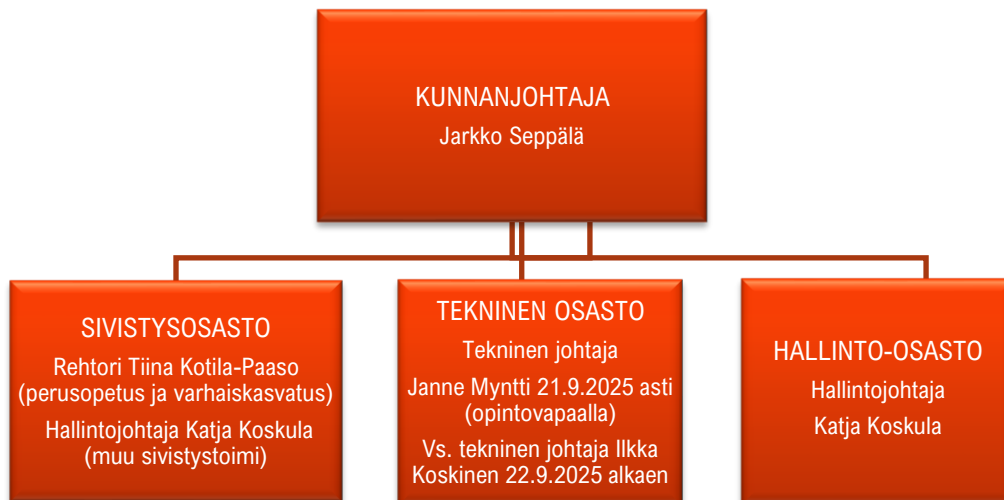 KUNNANJOHTAJA
Jarkko Seppälä
SIVISTYSOSASTO
Rehtori Tiina Kotila-Paaso
(perusopetus ja varhaiskasvatus)
Hallintojohtaja Katja Koskula
(muu sivistystoimi)
TEKNINEN OSASTO
Tekninen johtaja
Janne Myntti 21.9.2025 asti
(opintovapaalla)
Vs. tekninen johtaja Ilkka
Koskinen 22.9.2025 alkaen
HALLINTO-OSASTO
Hallintojohtaja
Katja Koskula